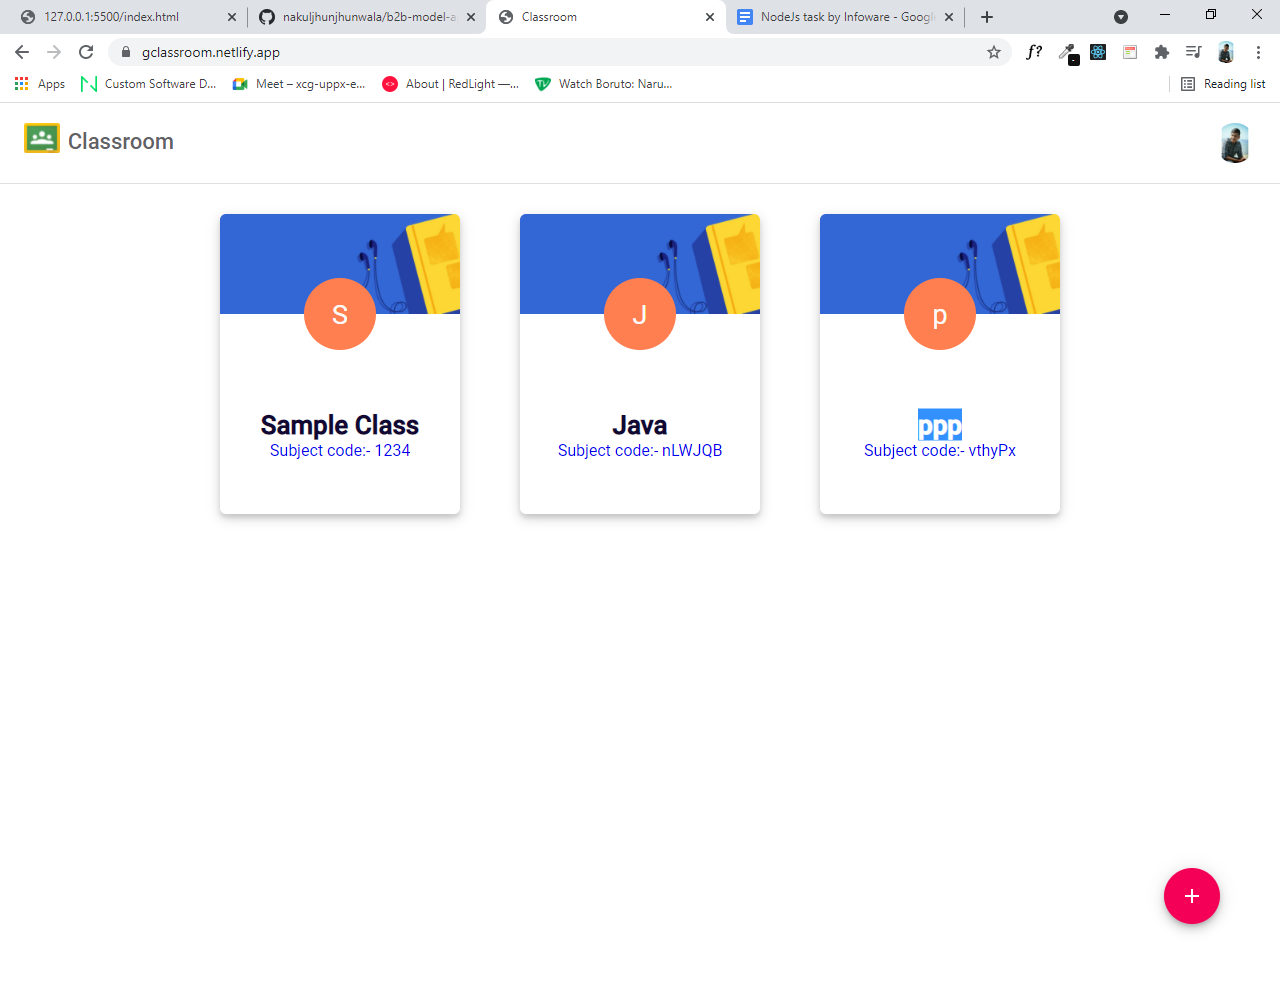 127.0.0.1:5500/index.html
nakuljhunjhunwala/b2b-model-a
Classroom
NodeJs task by Infoware - Googl
gclassroom.netlify.app
f?
Apps
Custom Software D...
Meet – xcg-uppx-e...
About | RedLight —...
Watch Boruto: Naru...
Reading list
Classroom
S
J
p
Sample Class
Subject code:- 1234
Java
Subject code:- nLWJQB
ppp
Subject code:- vthyPx